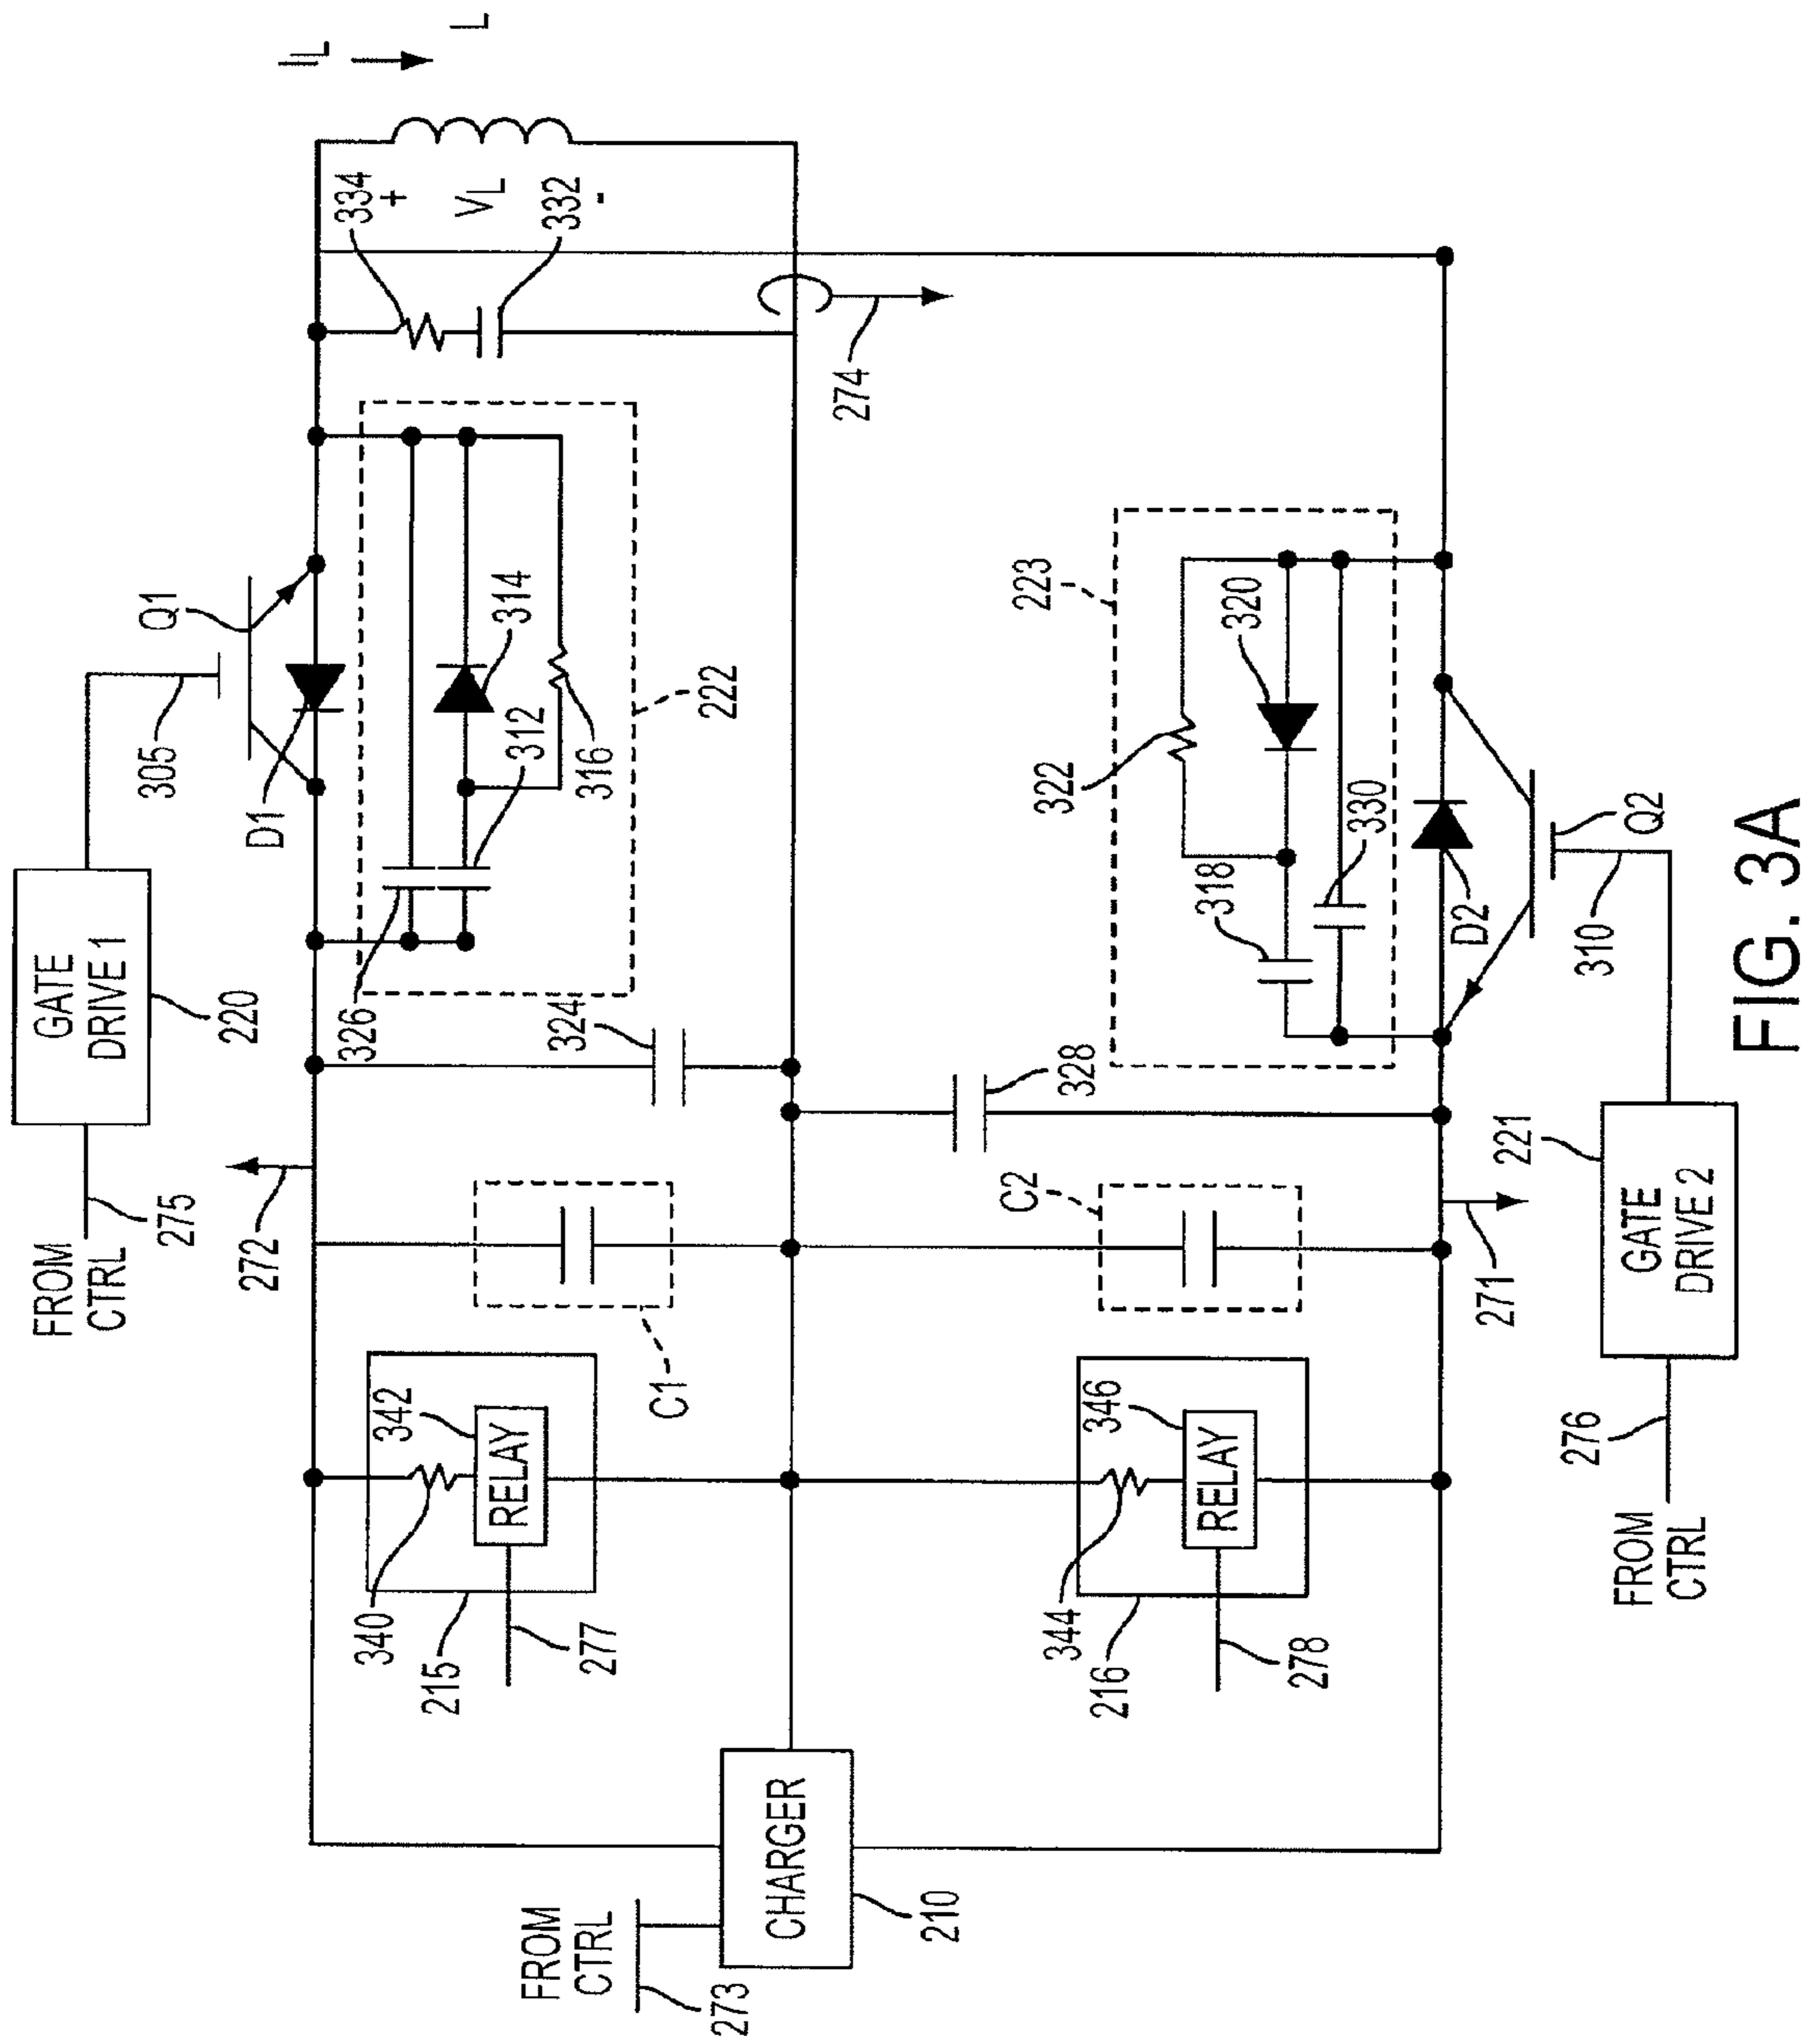 GATE
DRIVE 1
220
FROM
CTRL
275
305
Q1
D1
272
326
312
314
316
222
324
334
+
VL
332
-
IL
L
274
FROM
CTRL
273
CHARGER
210
340
342
RELAY
215
277
C1
C2
344
346
RELAY
216
278
328
223
322
320
318
330
D2
Q2
310
271
221
GATE
DRIVE 2
276
FROM
CTRL
FIG. 3A